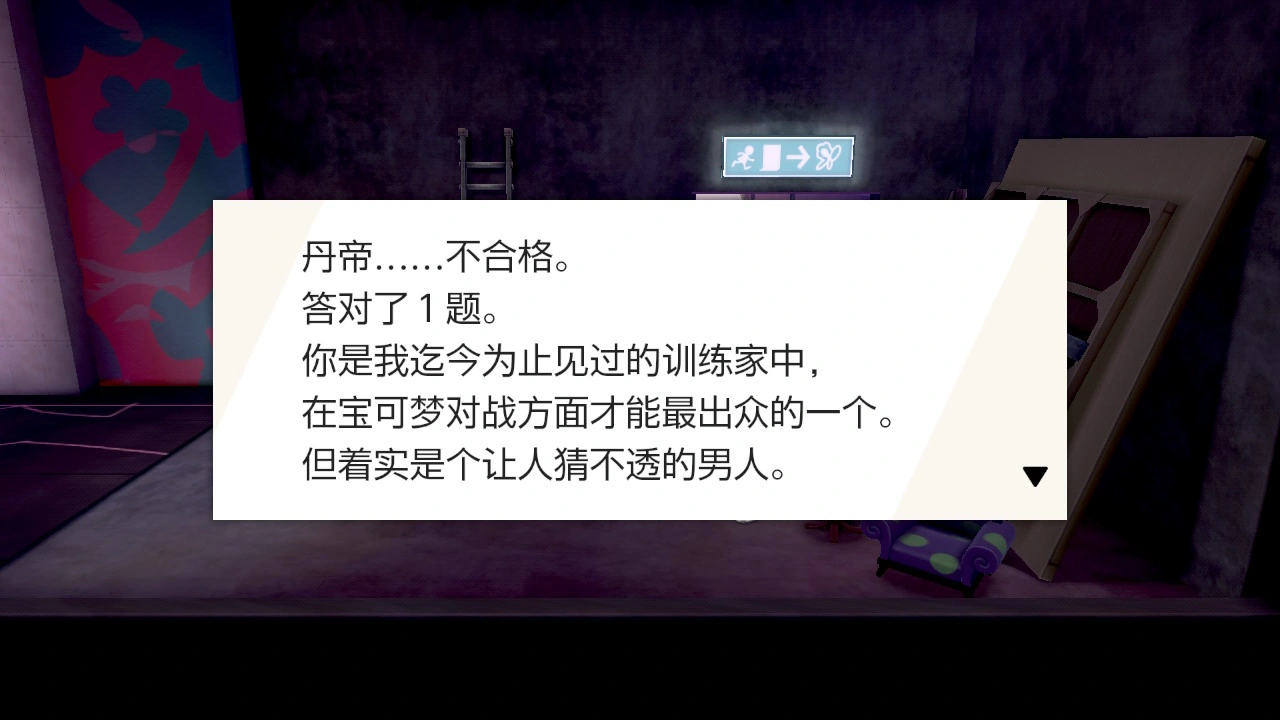 丹帝……不合格。
答对了1题。
你是我迄今为止见过的训练家中，
在宝可梦对战方面才能最出众的一个。
但着实是个让人猜不透的男人。